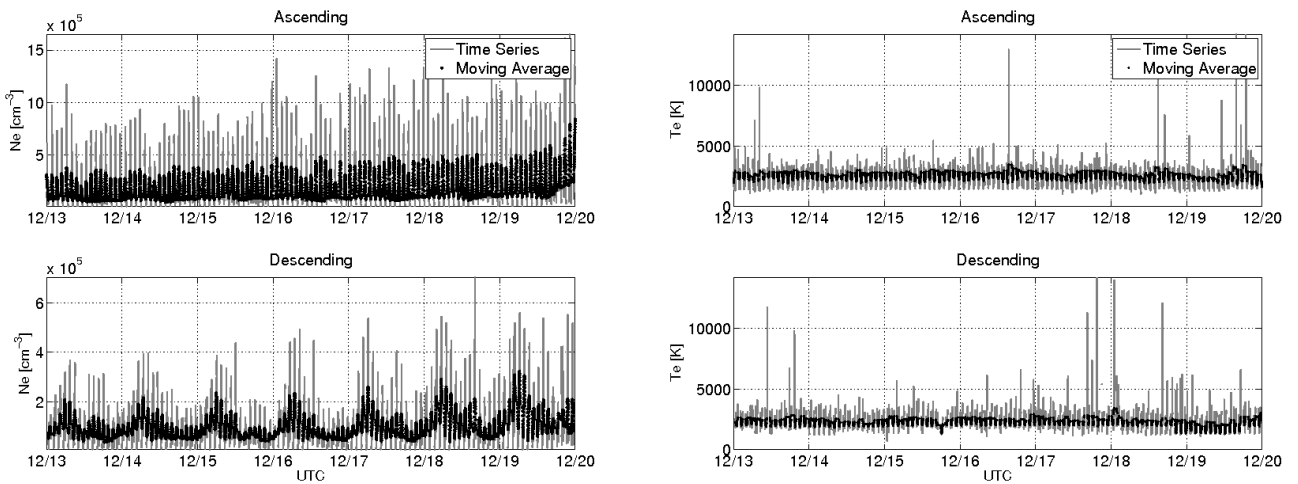 Ascending
x 10^5
Ne [cm^-3]
15
10
5
Time Series
Moving Average
12/13 12/14 12/15 12/16 12/17 12/18 12/19 12/20
Ascending
Te [K]
10000
5000
0
Time Series
Moving Average
12/13 12/14 12/15 12/16 12/17 12/18 12/19 12/20
Descending
x 10^5
Ne [cm^-3]
6
4
2
12/13 12/14 12/15 12/16 12/17 12/18 12/19 12/20
UTC
Descending
Te [K]
10000
5000
0
12/13 12/14 12/15 12/16 12/17 12/18 12/19 12/20
UTC